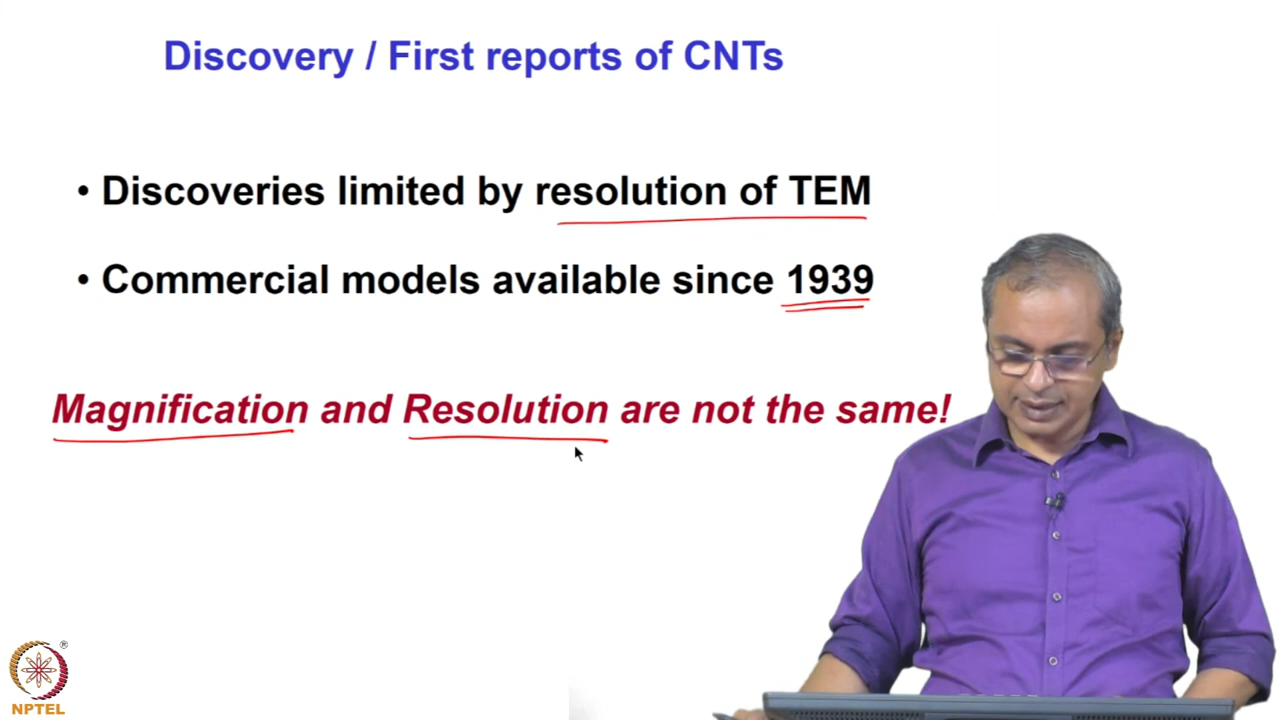 Discovery / First reports of CNTs
• Discoveries limited by resolution of TEM
• Commercial models available since 1939
Magnification and Resolution are not the same!
®
NPTEL